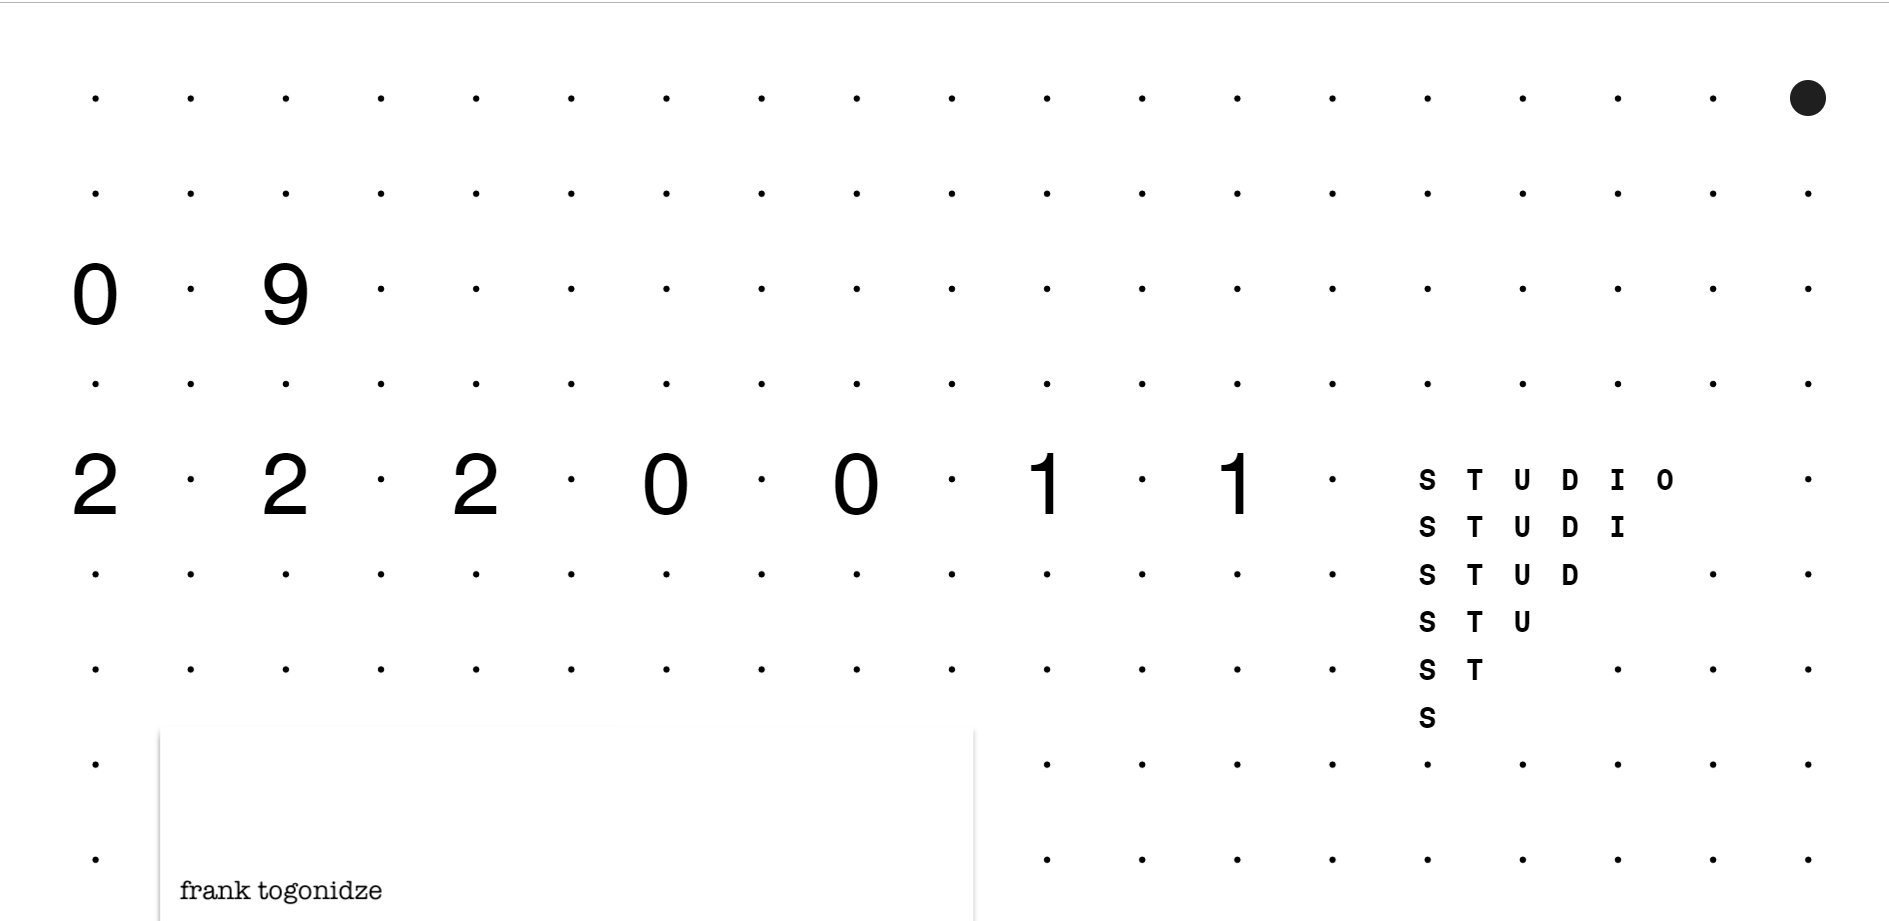 0 9
2 2 2 0 0 1 1
S T U D I O
S T U D I
S T U D
S T U
S T
S
frank togonidze